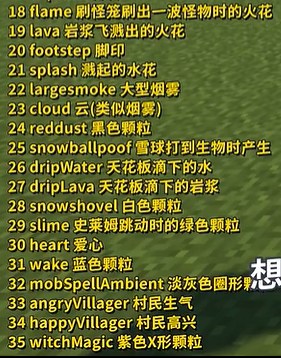 18 flame 刷怪笼刷出一波怪物时的火花
19 lava 岩浆飞溅出的火花
20 footstep 脚印
21 splash 溅起的水花
22 largesmoke 大型烟雾
23 cloud 云(类似烟雾)
24 reddust 黑色颗粒
25 snowballpoof 雪球打到生物时产生
26 dripWater 天花板滴下的水
27 dripLava 天花板滴下的岩浆
28 snowshovel 白色颗粒
29 slime 史莱姆跳动时的绿色颗粒
30 heart 爱心
31 wake 蓝色颗粒
32 mobSpellAmbient 淡灰色圈形
想
33 angryVillager 村民生气
34 happyVillager 村民高兴
35 witchMagic 紫色X形颗粒